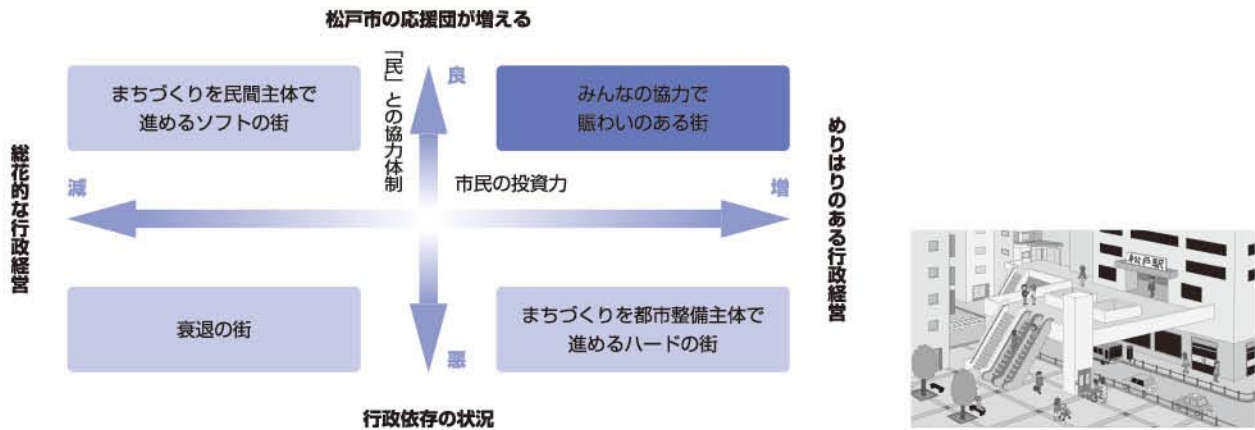 松戸市の応援団が増える
「民」との協力体制
良
まちづくりを民間主体で
進めるソフトの街
みんなの協力で
賑わいのある街
総花的な行政経営
減
市民の投資力
増
めりはりのある行政経営
衰退の街
まちづくりを都市整備主体で
進めるハードの街
悪
行政依存の状況
松戸駅